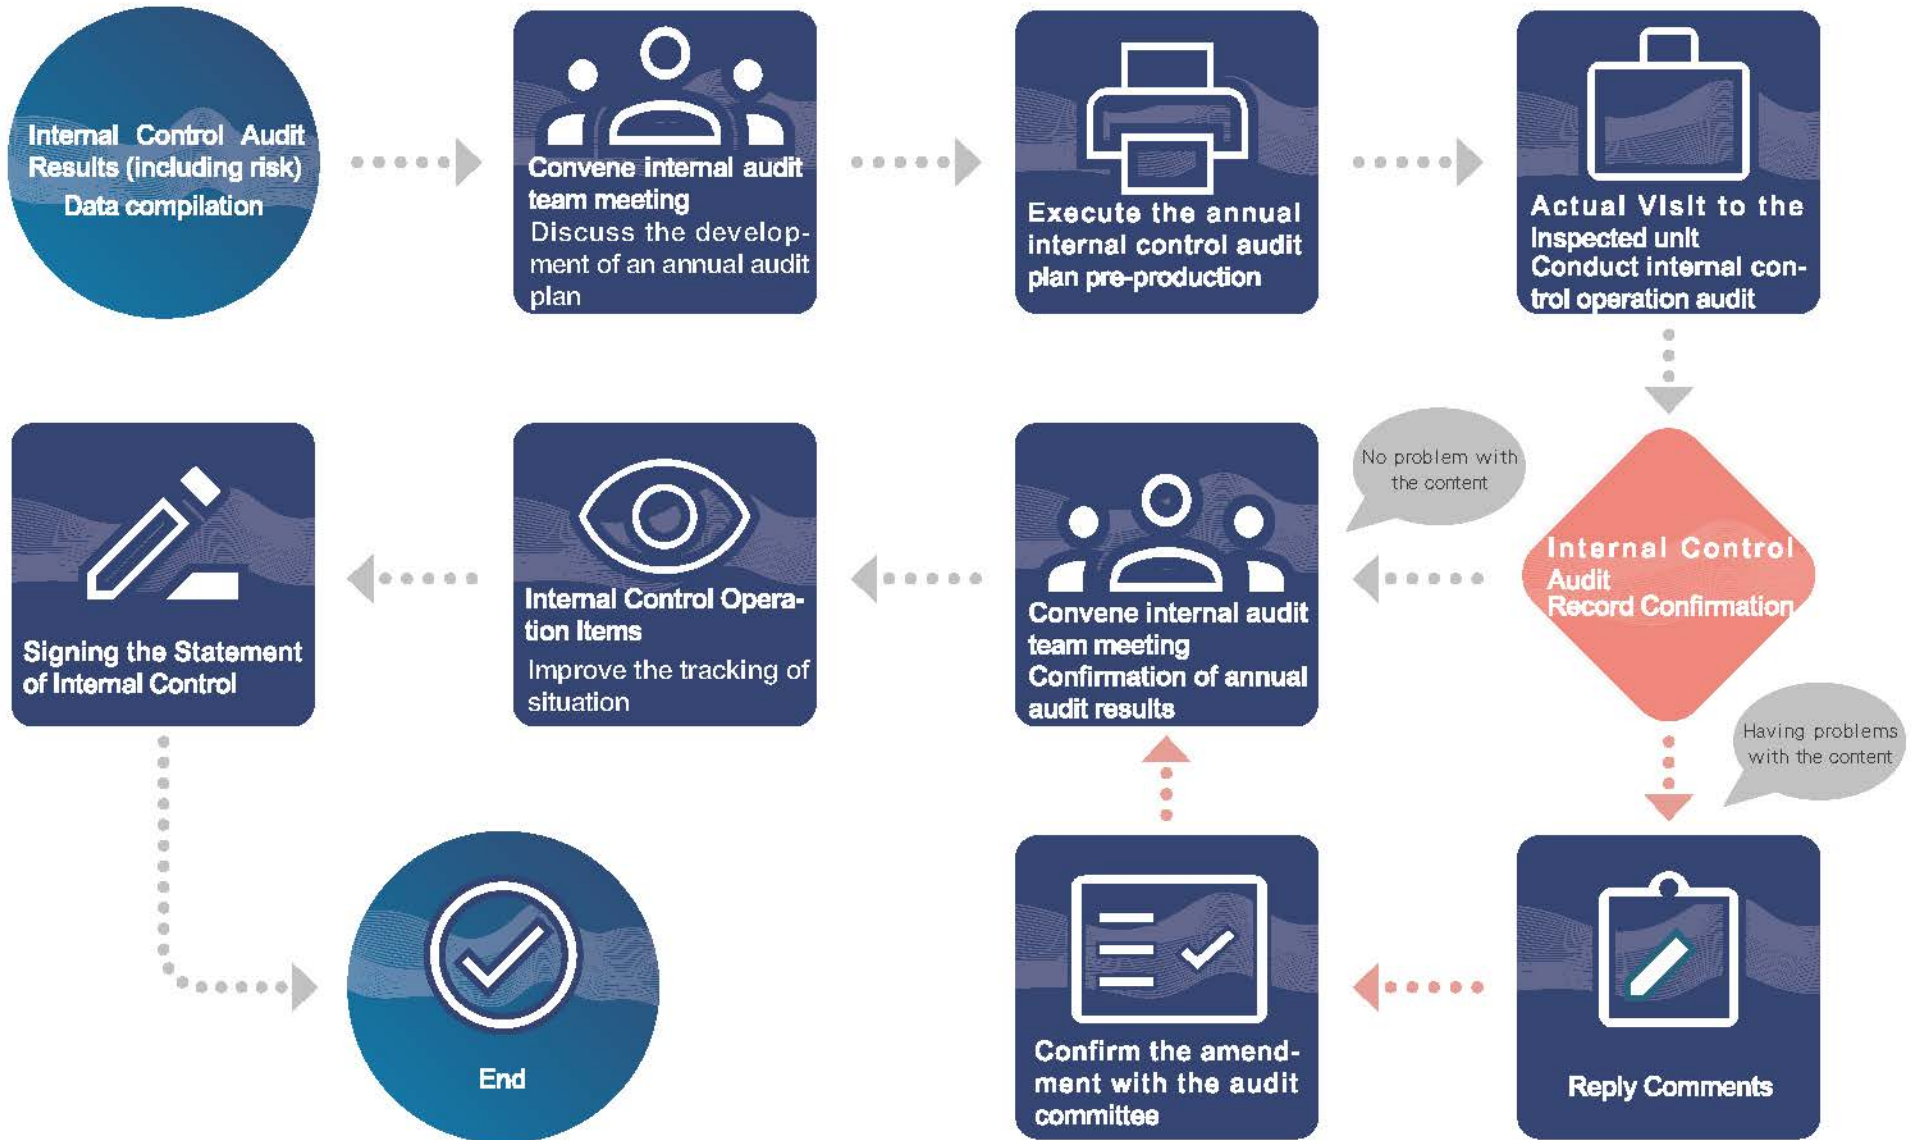 Internal Control Audit
Results (including risk)
Data compilation
Convene internal audit
team meeting
Discuss the develop-
ment of an annual audit
plan
Execute the annual
internal control audit
plan pre-production
Actual Visit to the
Inspected unit
Conduct internal con-
trol operation audit
Internal Control
Audit
Record Confirmation
No problem with
the content
Convene internal audit
team meeting
Confirmation of annual
audit results
Internal Control Opera-
tion Items
Improve the tracking of
situation
Signing the Statement
of Internal Control
Having problems
with the content
Reply Comments
Confirm the amend-
ment with the audit
committee
End